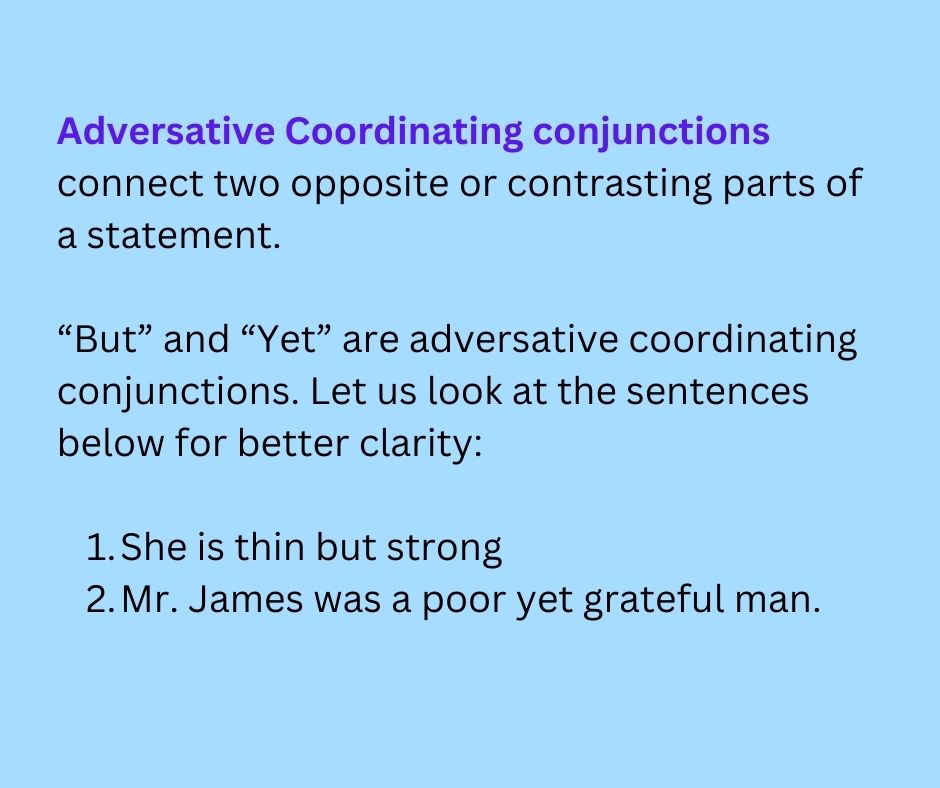 Adversative Coordinating conjunctions
connect two opposite or contrasting parts of
a statement.
“But” and “Yet” are adversative coordinating
conjunctions. Let us look at the sentences
below for better clarity:
1. She is thin but strong
2. Mr. James was a poor yet grateful man.